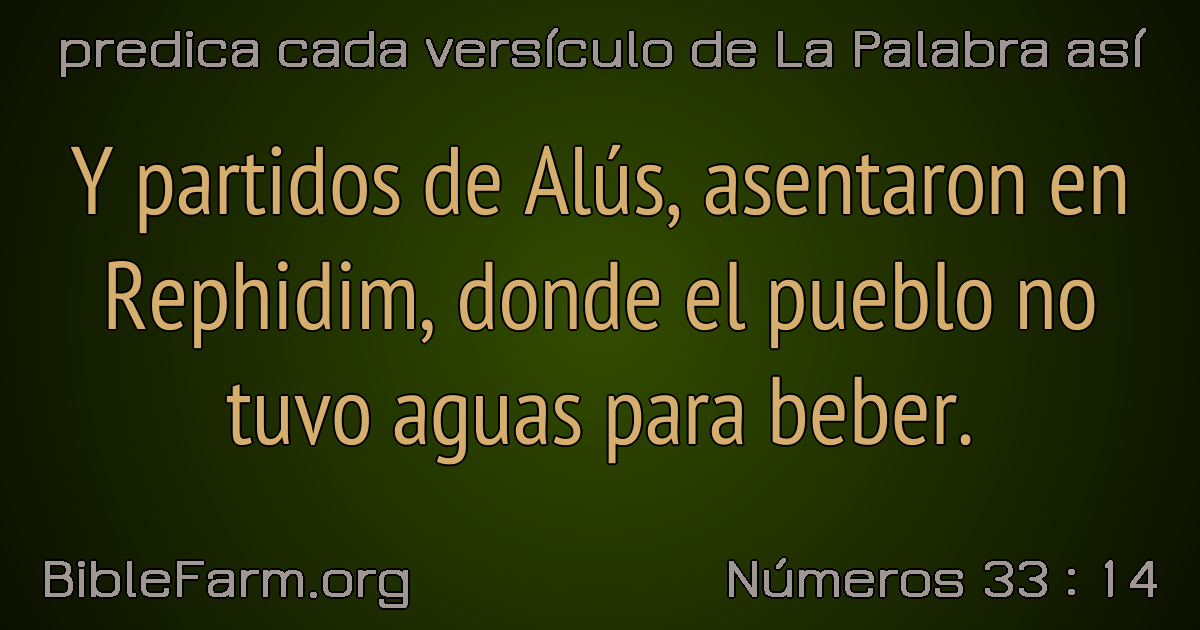 predica cada versículo de La Palabra así
Y partidos de Alús, asentaron en
Rephidim, donde el pueblo no
tuvo aguas para beber.
BibleFarm.org
Números 33 : 14